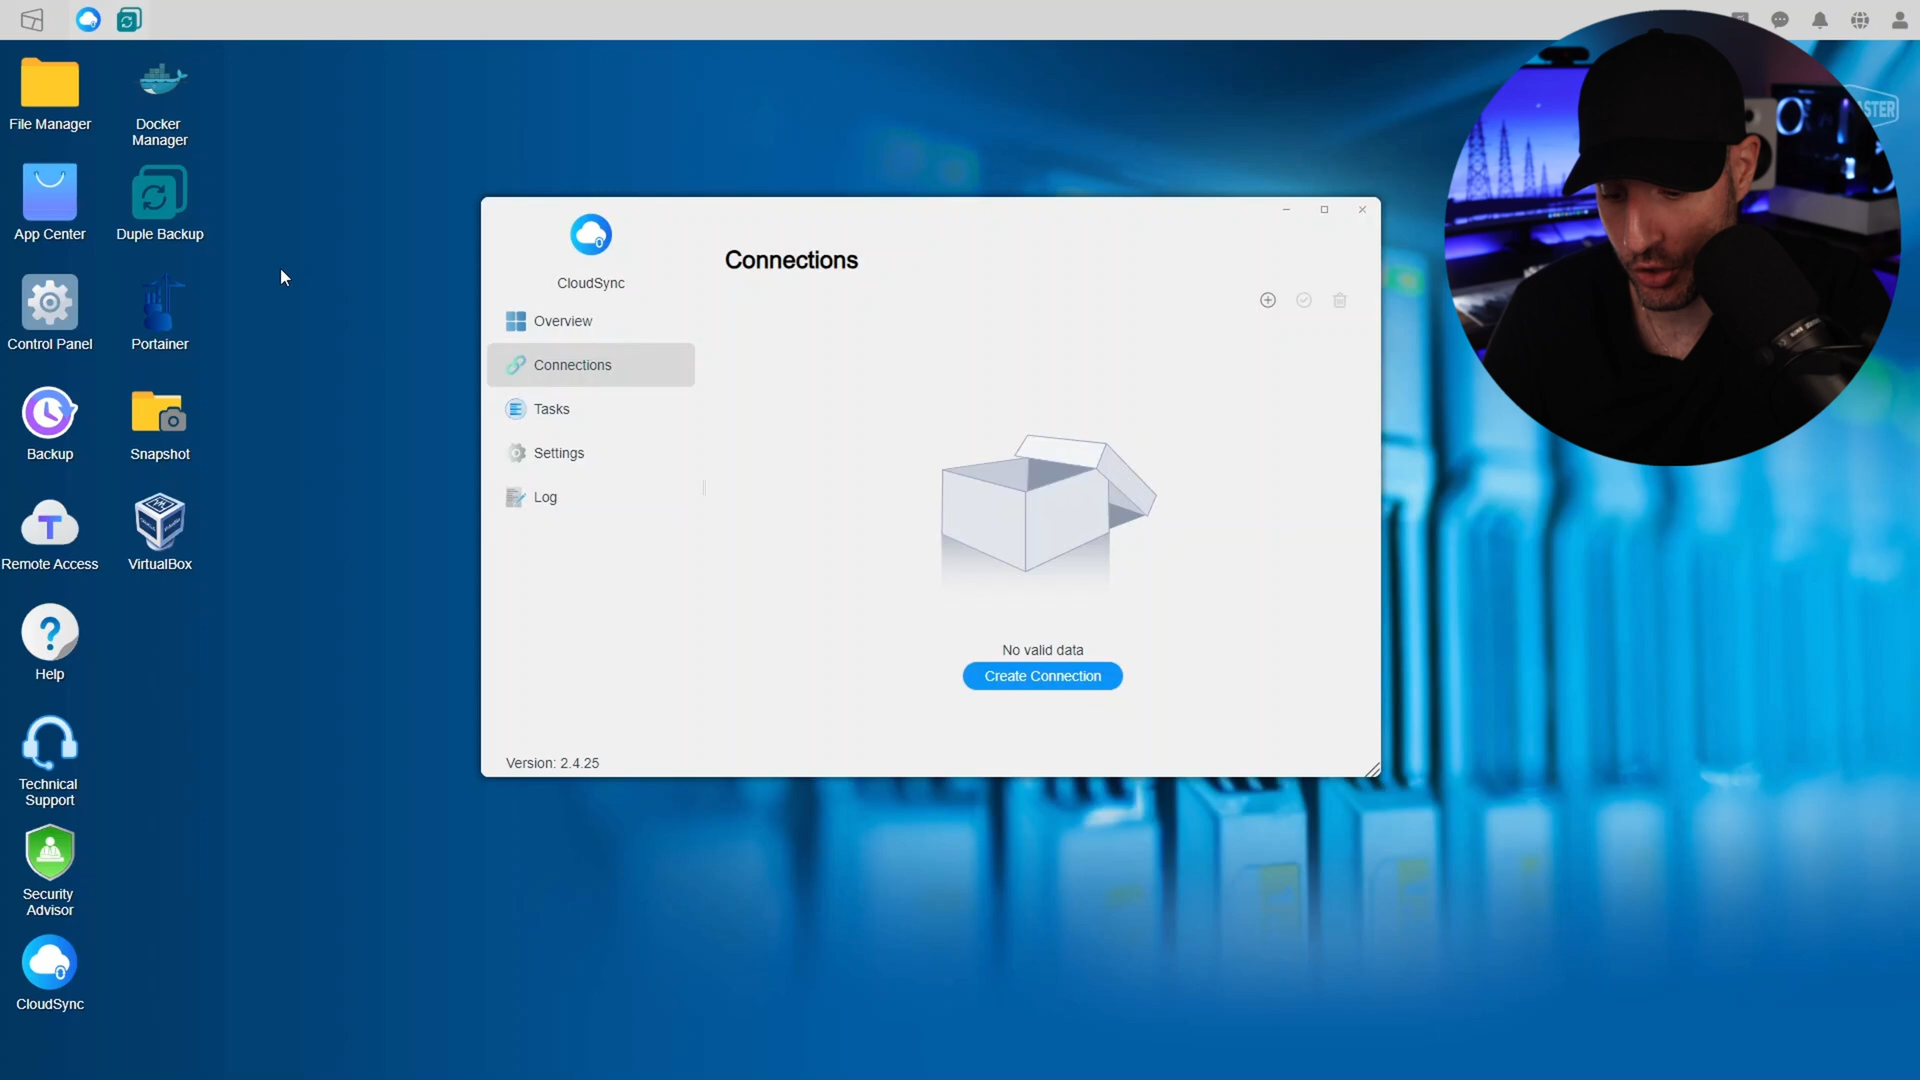 File Manager
Docker
Manager
App Center
Duple Backup
Control Panel
Portainer
Backup
Snapshot
Remote Access
VirtualBox
Help
Technical
Support
Security
Advisor
CloudSync
CloudSync
Overview
Connections
Tasks
Settings
Log
Version: 2.4.25
Connections
No valid data
Create Connection